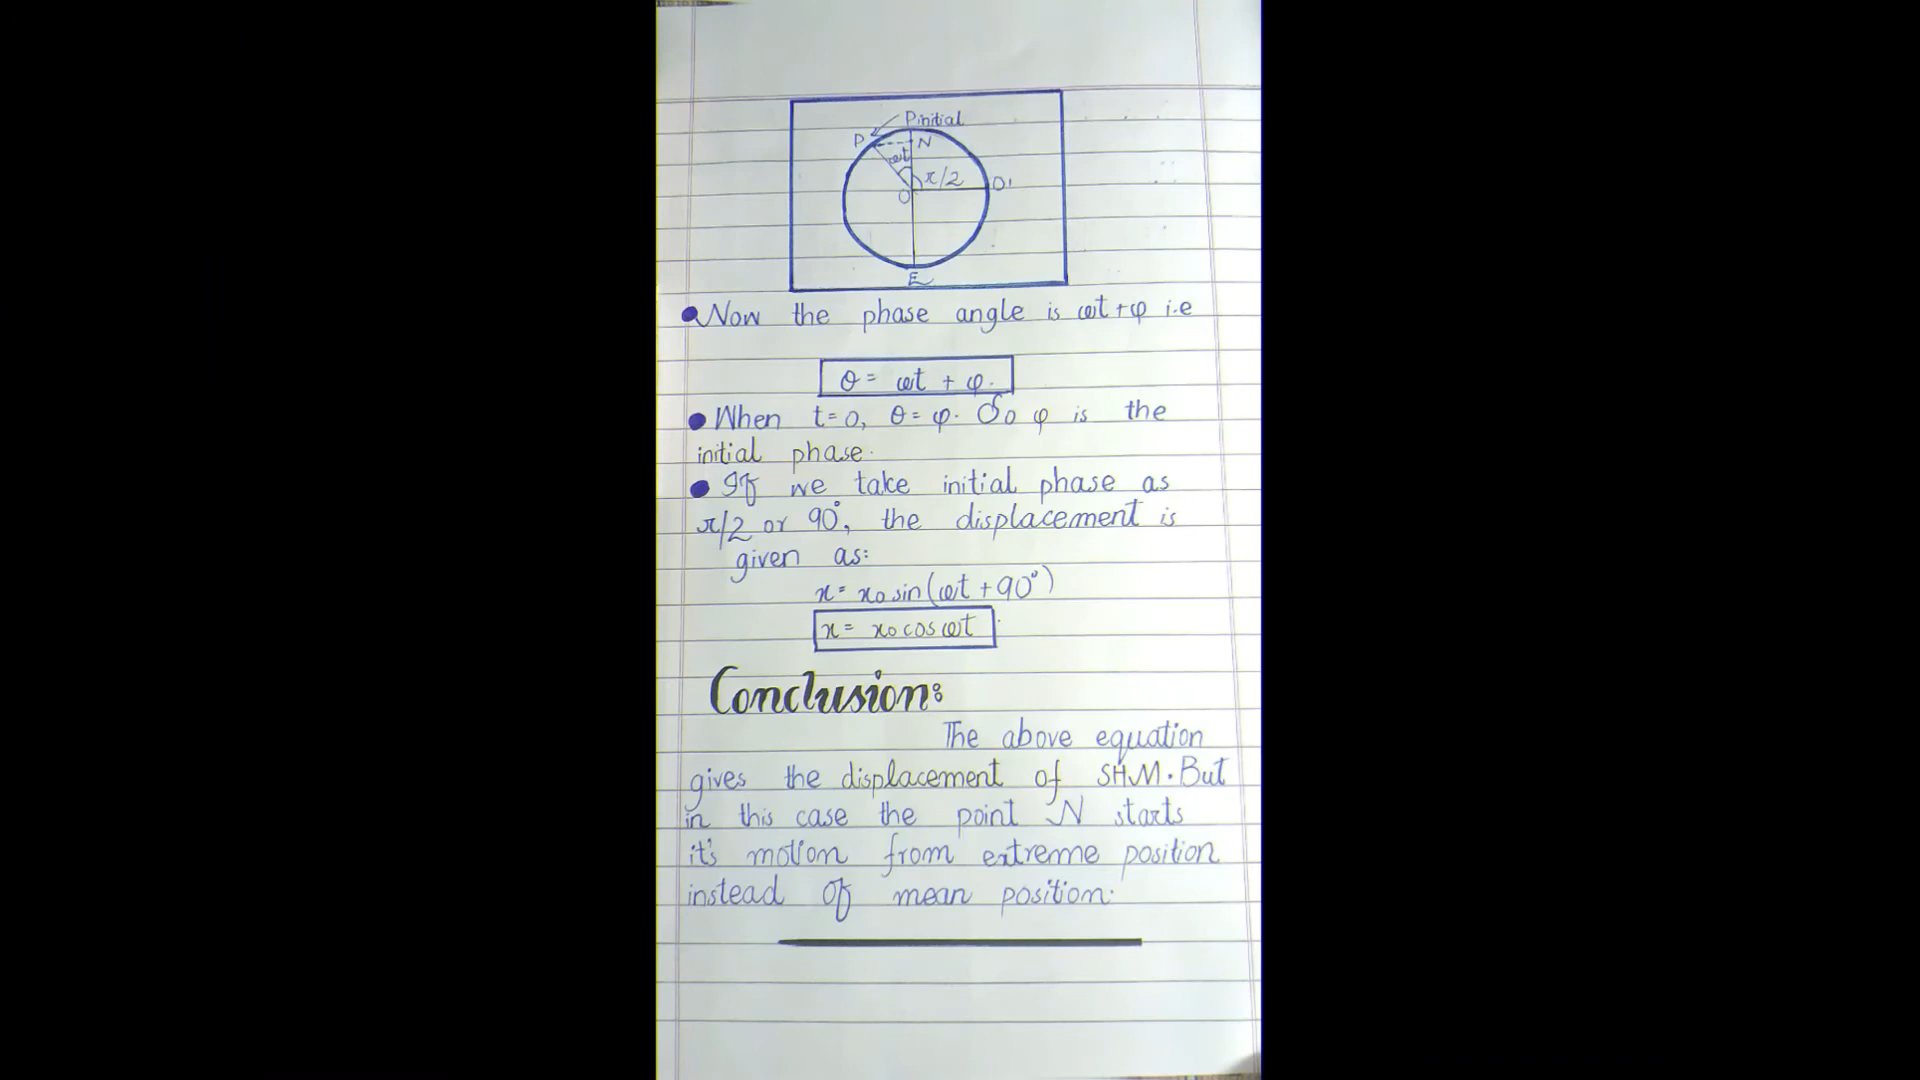 Pinitial
P
N
ωt
π/2
O
O'
E
Now the phase angle is ωt+φ i.e
θ = ωt + φ.
When t=0, θ=φ. So φ is the
initial phase.
If we take initial phase as
π/2 or 90°, the displacement is
given as:
x = x₀ sin(ωt + 90°)
x = x₀ cos ωt
Conclusion:
The above equation
gives the displacement of SHM. But
in this case the point N starts
it's motion from extreme position
instead of mean position.